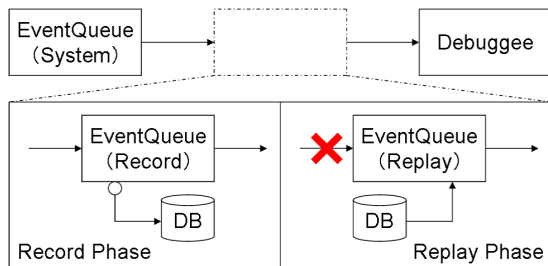 EventQueue
(System)
Debuggee
EventQueue
(Record)
DB
Record Phase
EventQueue
(Replay)
DB
Replay Phase